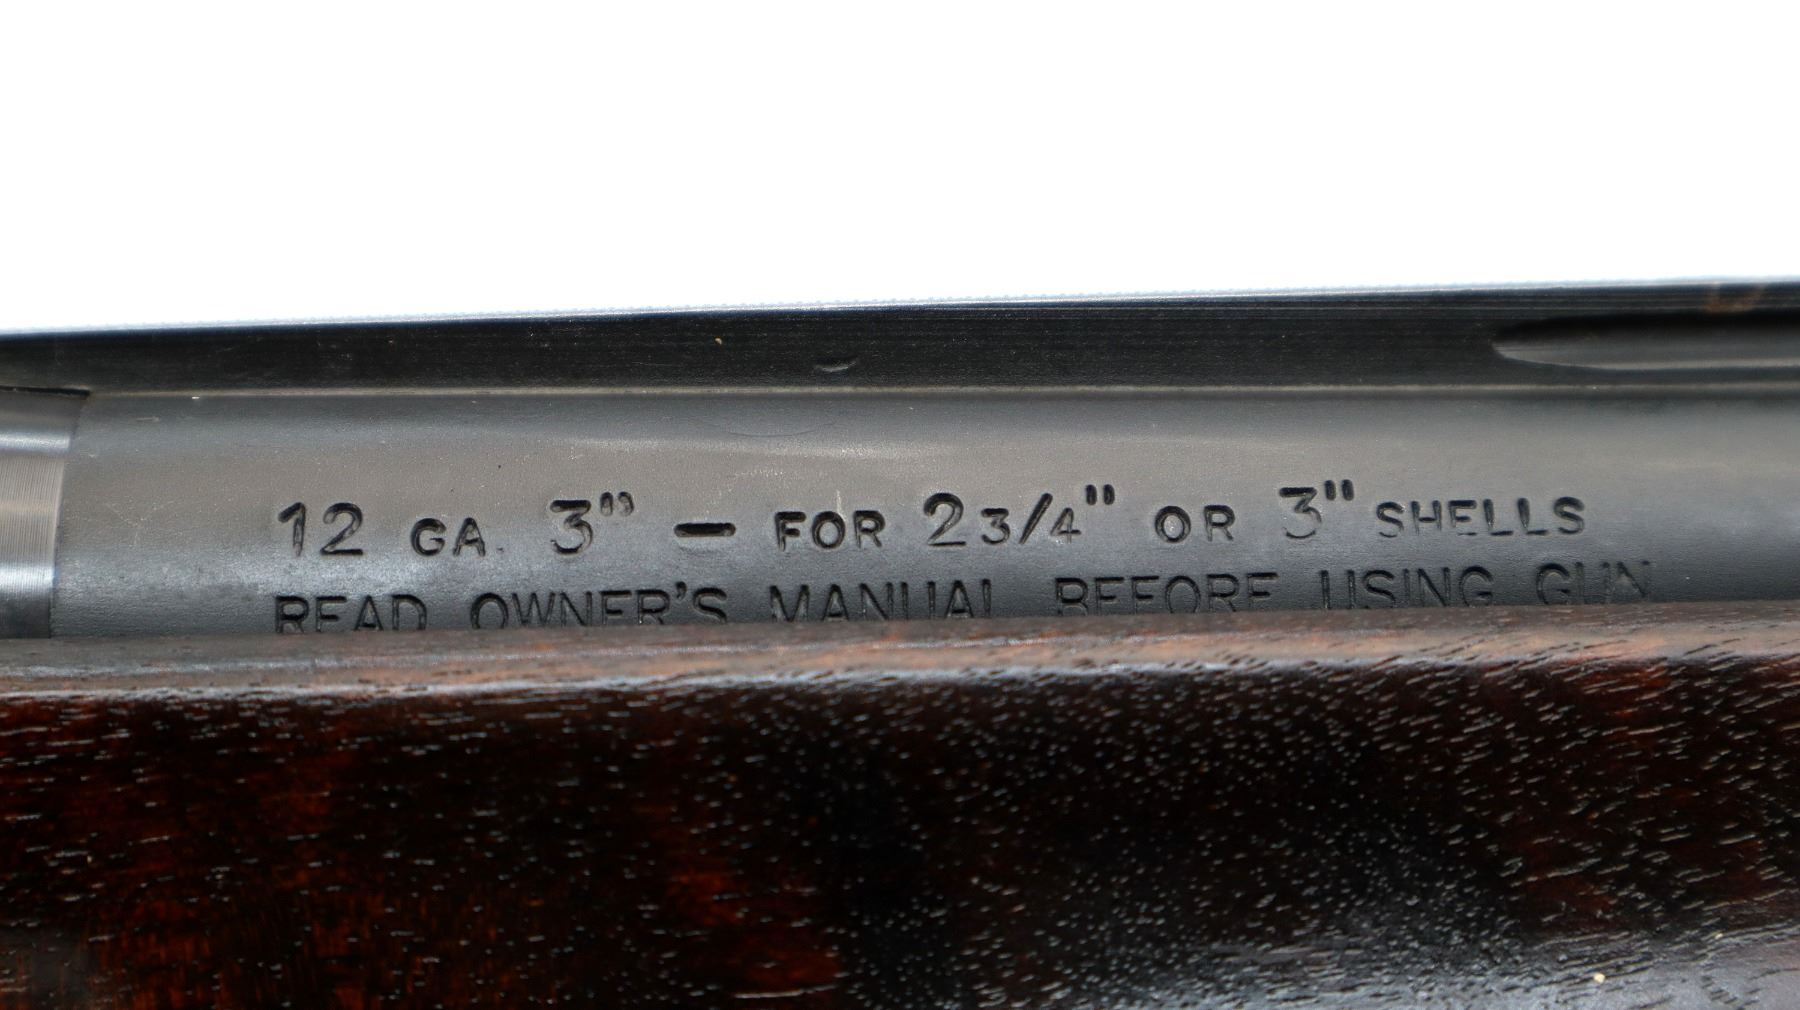 12 GA. 3" — FOR 2 3/4" OR 3" SHELLS
READ OWNER'S MANUAL BEFORE USING GUN